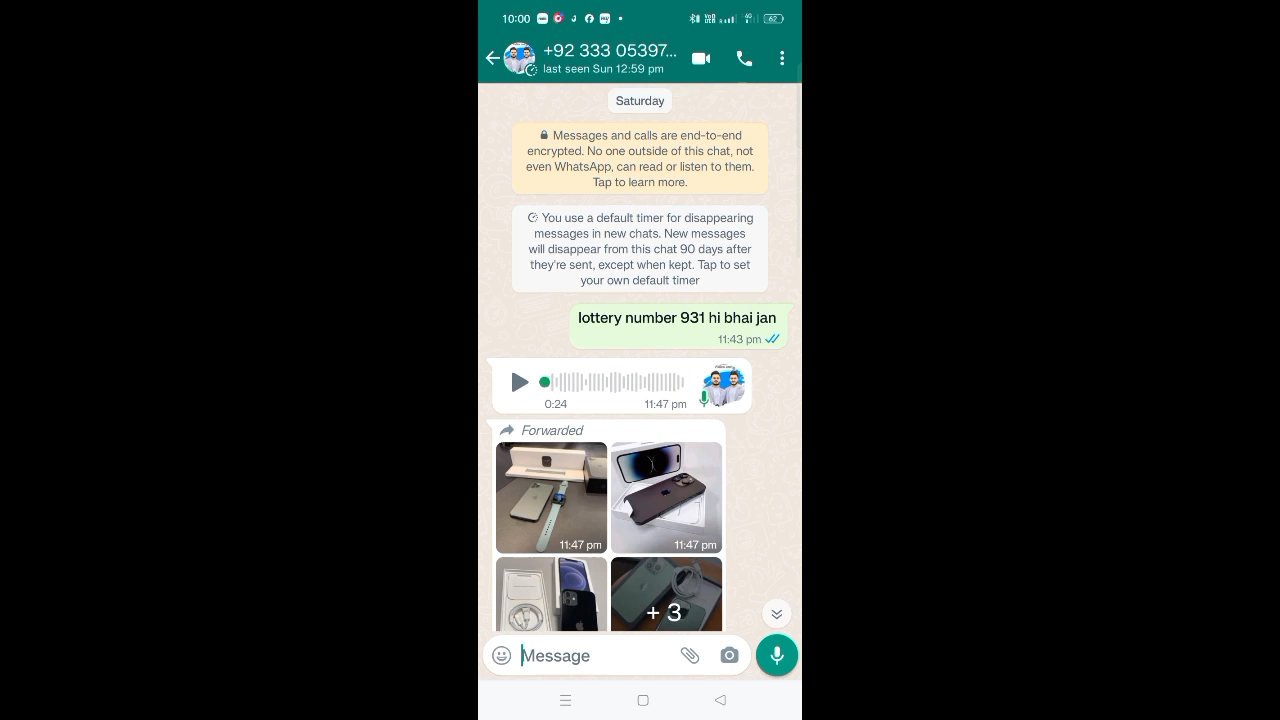 10:00
62
+92 333 05397...
last seen Sun 12:59 pm
Saturday
Messages and calls are end-to-end
encrypted. No one outside of this chat, not
even WhatsApp, can read or listen to them.
Tap to learn more.
You use a default timer for disappearing
messages in new chats. New messages
will disappear from this chat 90 days after
they're sent, except when kept. Tap to set
your own default timer
lottery number 931 hi bhai jan
11:43 pm
0:24 11:47 pm
Forwarded
11:47 pm 11:47 pm
+ 3
Message